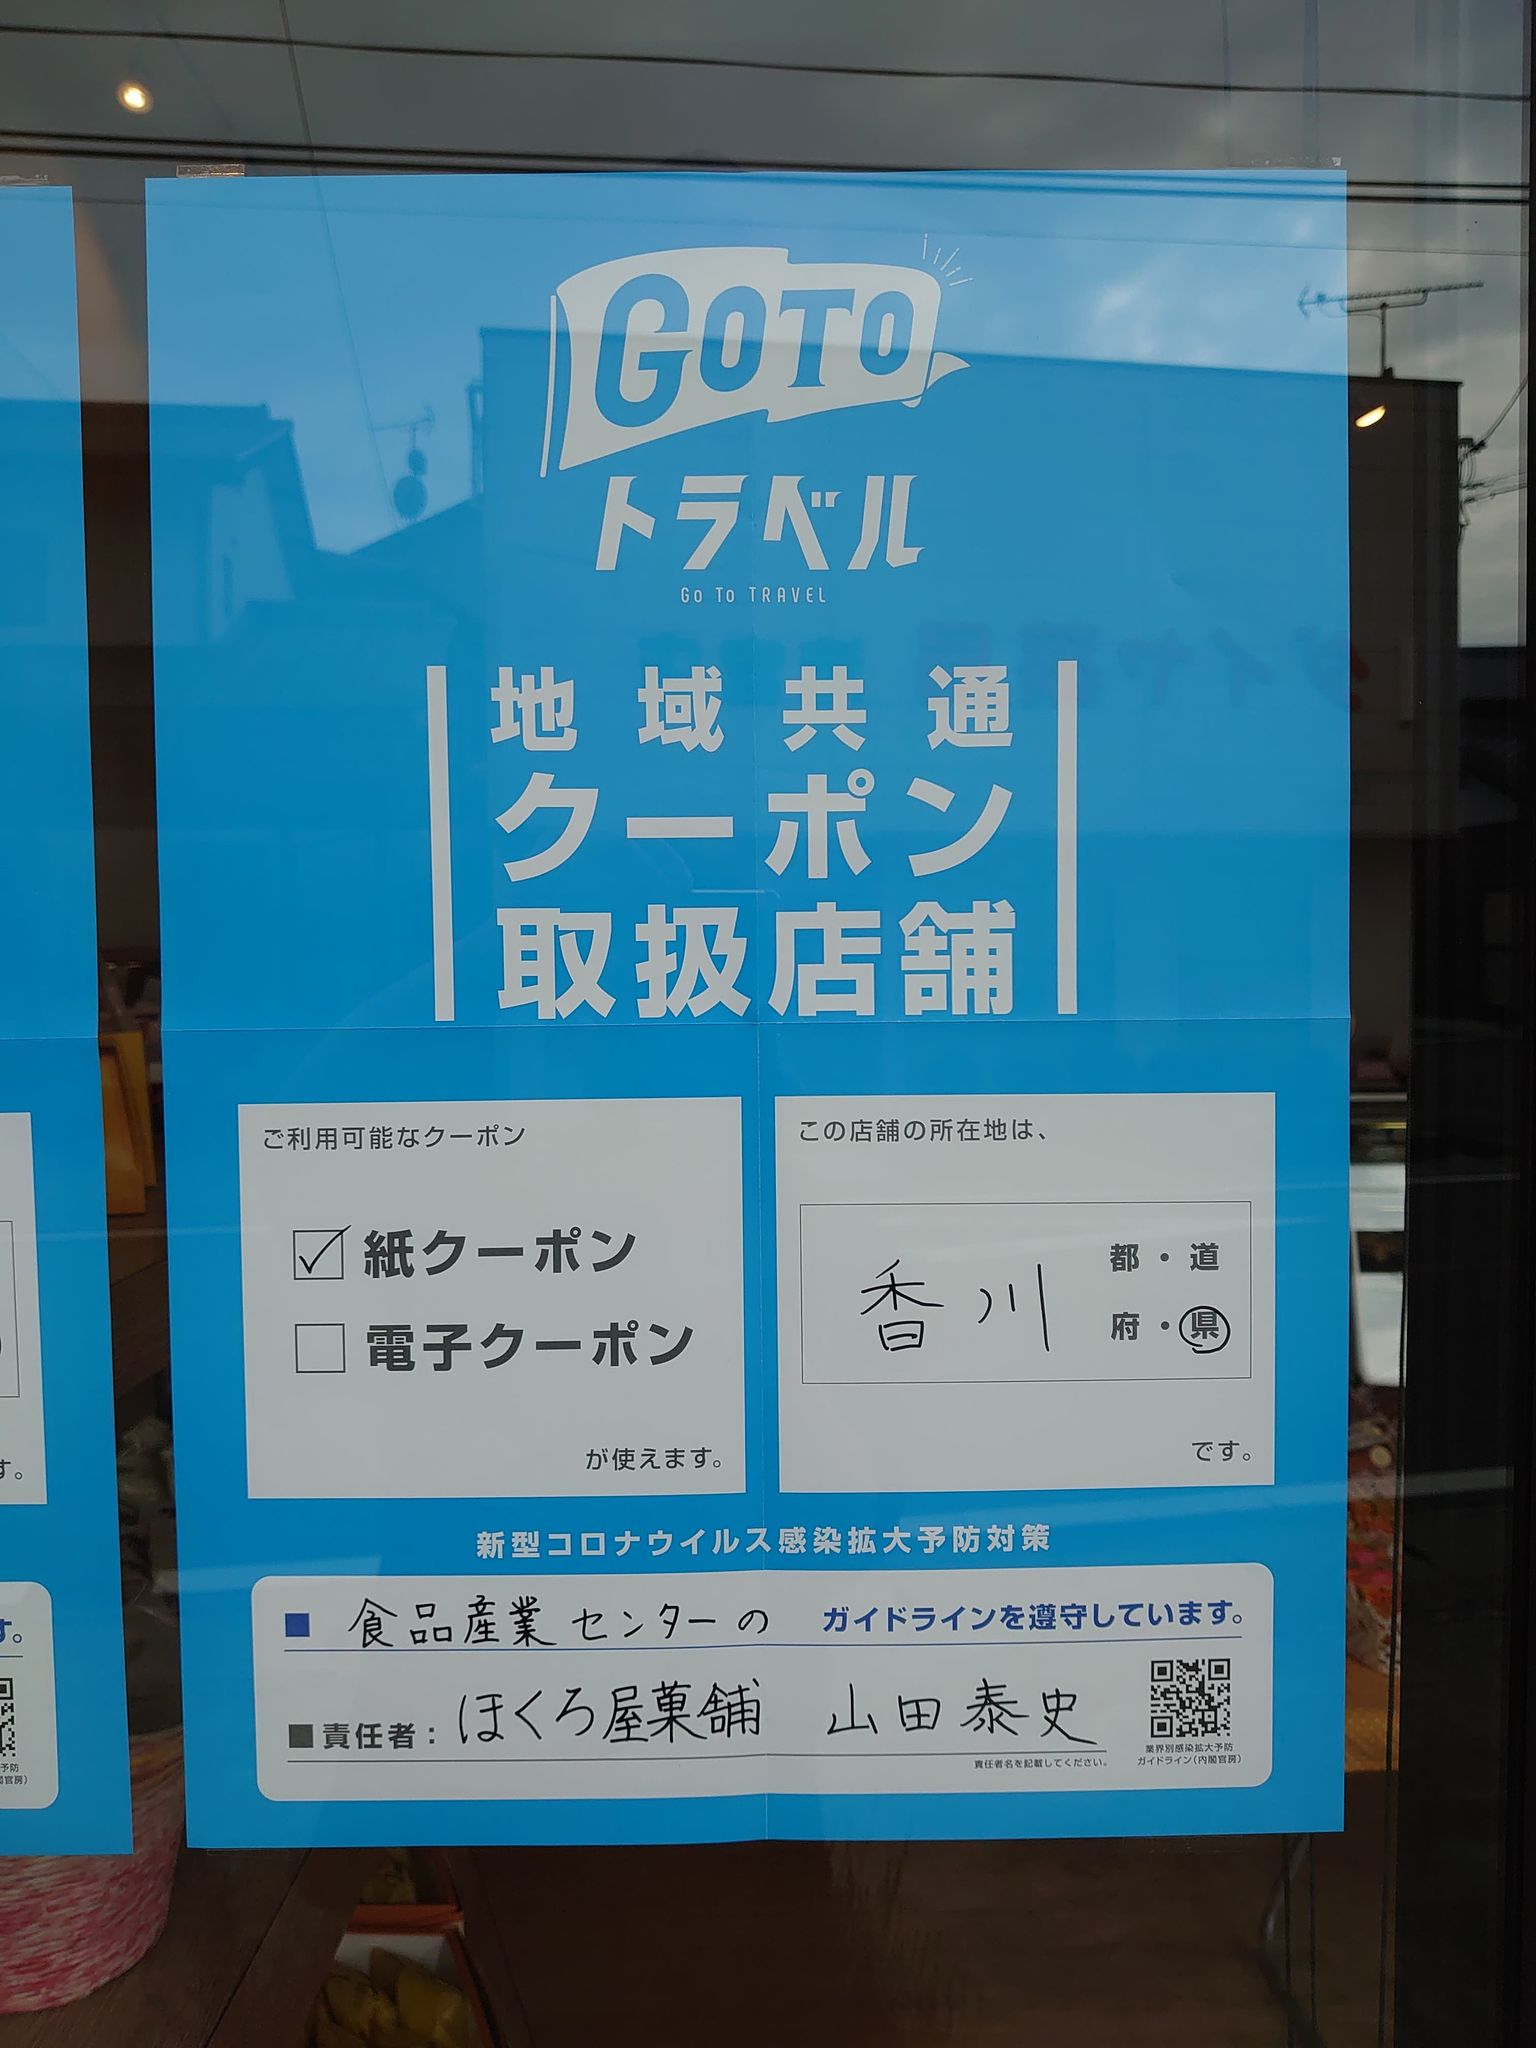 GOTO
トラベル
Go To TRAVEL
地域共通
クーポン
取扱店舗
ご利用可能なクーポン
紙クーポン
電子クーポン
が使えます。
この店舗の所在地は、
香川 都・道
府・県
です。
新型コロナウイルス感染拡大予防対策
■ 食品産業センターの ガイドラインを遵守しています。
■責任者: ほくろ屋菓舗 山田泰史
責任者名を記載してください。
業界別感染拡大予防
ガイドライン(内閣官房)
す。
す。
予防